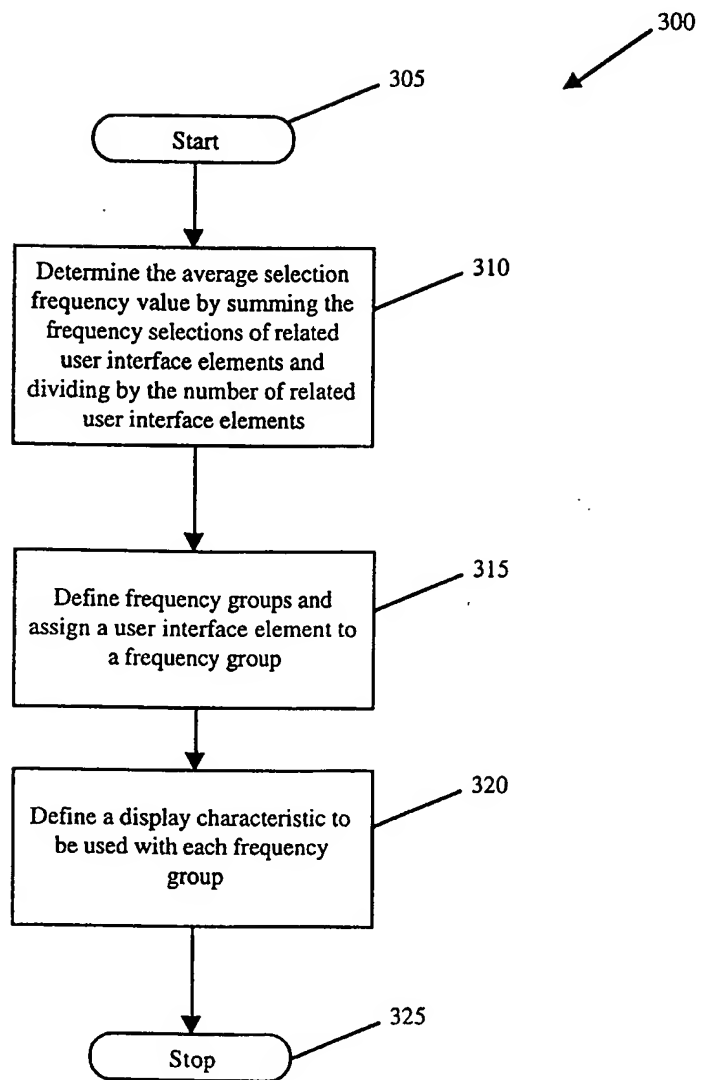 300
305
Start
Determine the average selection
frequency value by summing the
frequency selections of related
user interface elements and
dividing by the number of related
user interface elements
310
Define frequency groups and
assign a user interface element to
a frequency group
315
Define a display characteristic to
be used with each frequency
group
320
325
Stop